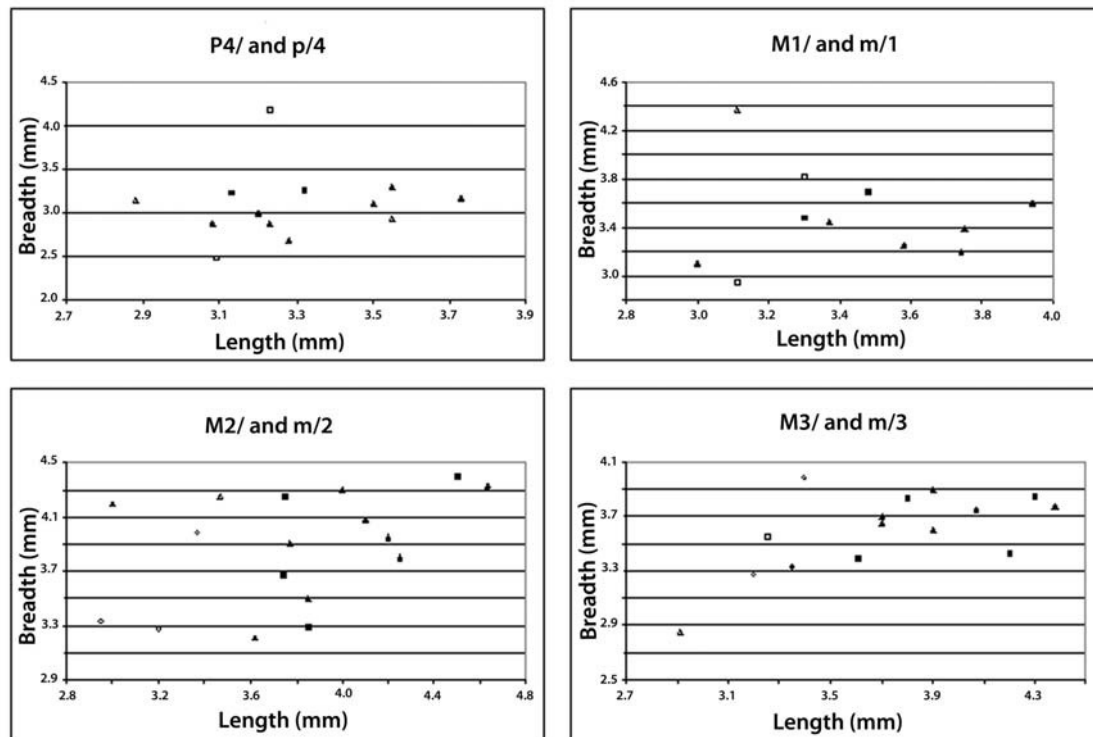 P4/ and p/4
4.5
4.0
3.5
3.0
2.5
2.0
Breadth (mm)
2.7 2.9 3.1 3.3 3.5 3.7 3.9
Length (mm)
M1/ and m/1
4.6
4.2
3.8
3.4
3.0
Breadth (mm)
2.8 3.0 3.2 3.4 3.6 3.8 4.0
Length (mm)
M2/ and m/2
4.5
4.1
3.7
3.3
2.9
Breadth (mm)
2.8 3.2 3.6 4.0 4.4 4.8
Length (mm)
M3/ and m/3
4.1
3.7
3.3
2.9
2.5
Breadth (mm)
2.7 3.1 3.5 3.9 4.3
Length (mm)